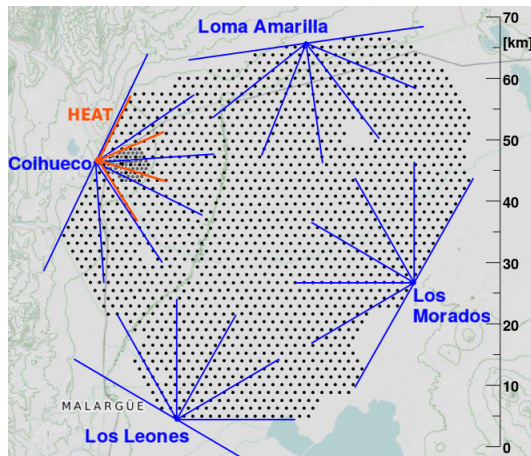 Loma Amarilla
70
[km]
60
HEAT
Coihueco
50
40
30
Los
Morados
20
10
MALARGÜE
Los Leones
0